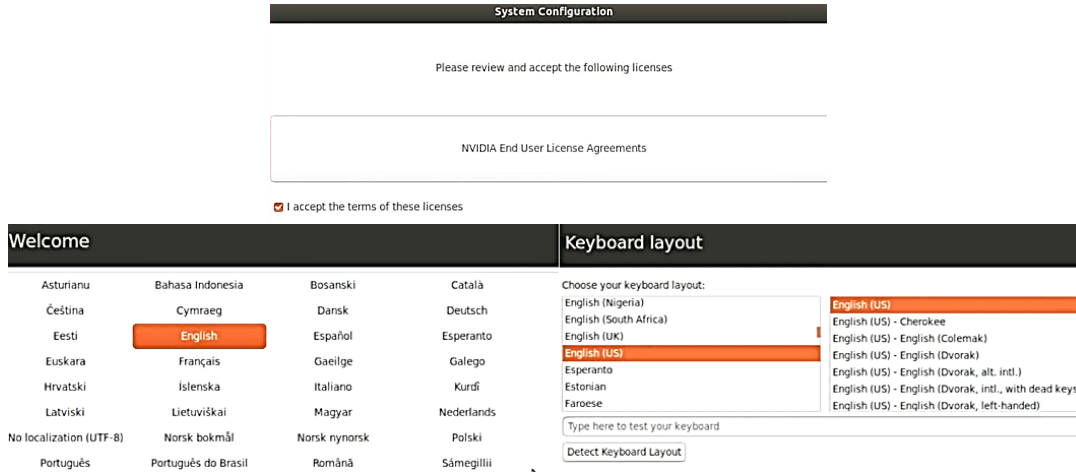 System Configuration
Please review and accept the following licenses
NVIDIA End User License Agreements
I accept the terms of these licenses
Welcome
Asturianu Bahasa Indonesia Bosanski Català
Čeština Cymraeg Dansk Deutsch
Eesti English Español Esperanto
Euskara Français Gaeilge Galego
Hrvatski Íslenska Italiano Kurdî
Latviski Lietuviškai Magyar Nederlands
No localization (UTF-8) Norsk bokmål Norsk nynorsk Polski
Português Português do Brasil Română Sámegillii
Keyboard layout
Choose your keyboard layout:
English (Nigeria)
English (South Africa)
English (UK)
English (US)
Esperanto
Estonian
Faroese
English (US)
English (US) - Cherokee
English (US) - English (Colemak)
English (US) - English (Dvorak)
English (US) - English (Dvorak, alt. intl.)
English (US) - English (Dvorak, intl., with dead keys
English (US) - English (Dvorak, left-handed)
Type here to test your keyboard
Detect Keyboard Layout